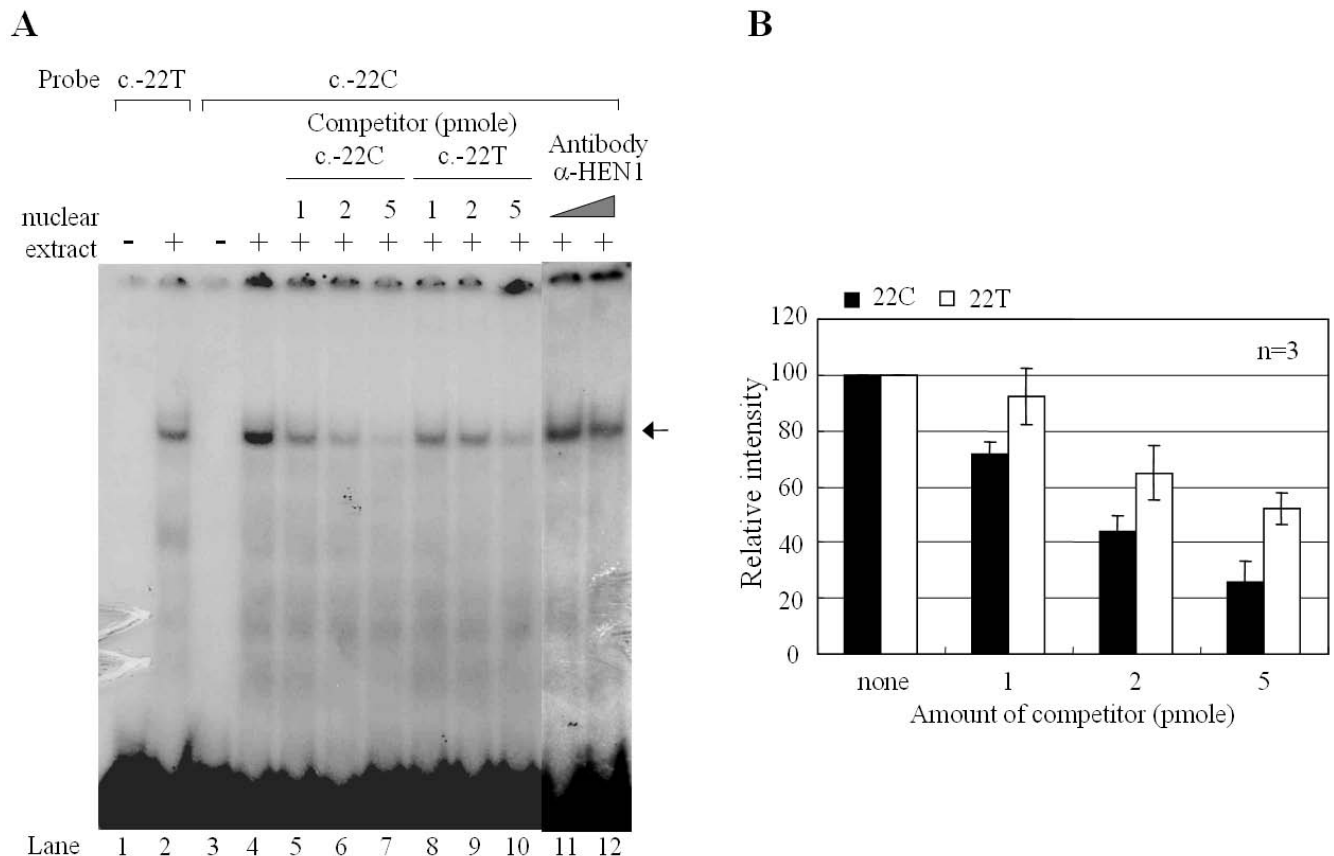 A
Probe c.-22T c.-22C
Competitor (pmole)
c.-22C c.-22T
Antibody
α-HEN1
nuclear
extract
1 2 5 1 2 5
- + - + + + + + + + + +
Lane 1 2 3 4 5 6 7 8 9 10 11 12
B
22C 22T
n=3
Relative intensity
120
100
80
60
40
20
0
none 1 2 5
Amount of competitor (pmole)